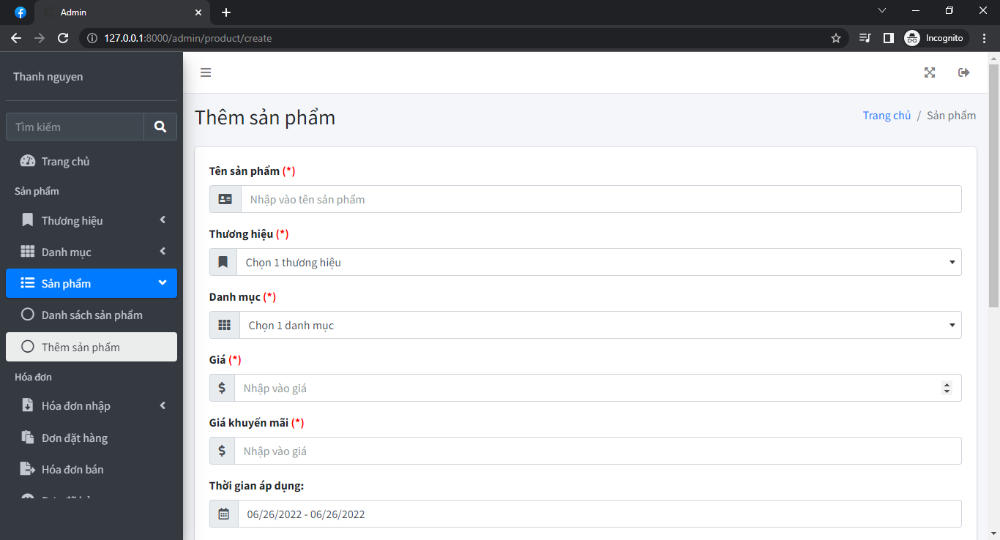 Admin
127.0.0.1:8000/admin/product/create
Incognito
Thanh nguyen
Tìm kiếm
Trang chủ
Sản phẩm
Thương hiệu
Danh mục
Sản phẩm
Danh sách sản phẩm
Thêm sản phẩm
Hóa đơn
Hóa đơn nhập
Đơn đặt hàng
Hóa đơn bán
Thêm sản phẩm
Trang chủ / Sản phẩm
Tên sản phẩm (*)
Nhập vào tên sản phẩm
Thương hiệu (*)
Chọn 1 thương hiệu
Danh mục (*)
Chọn 1 danh mục
Giá (*)
$ Nhập vào giá
Giá khuyến mãi (*)
$ Nhập vào giá
Thời gian áp dụng:
06/26/2022 - 06/26/2022